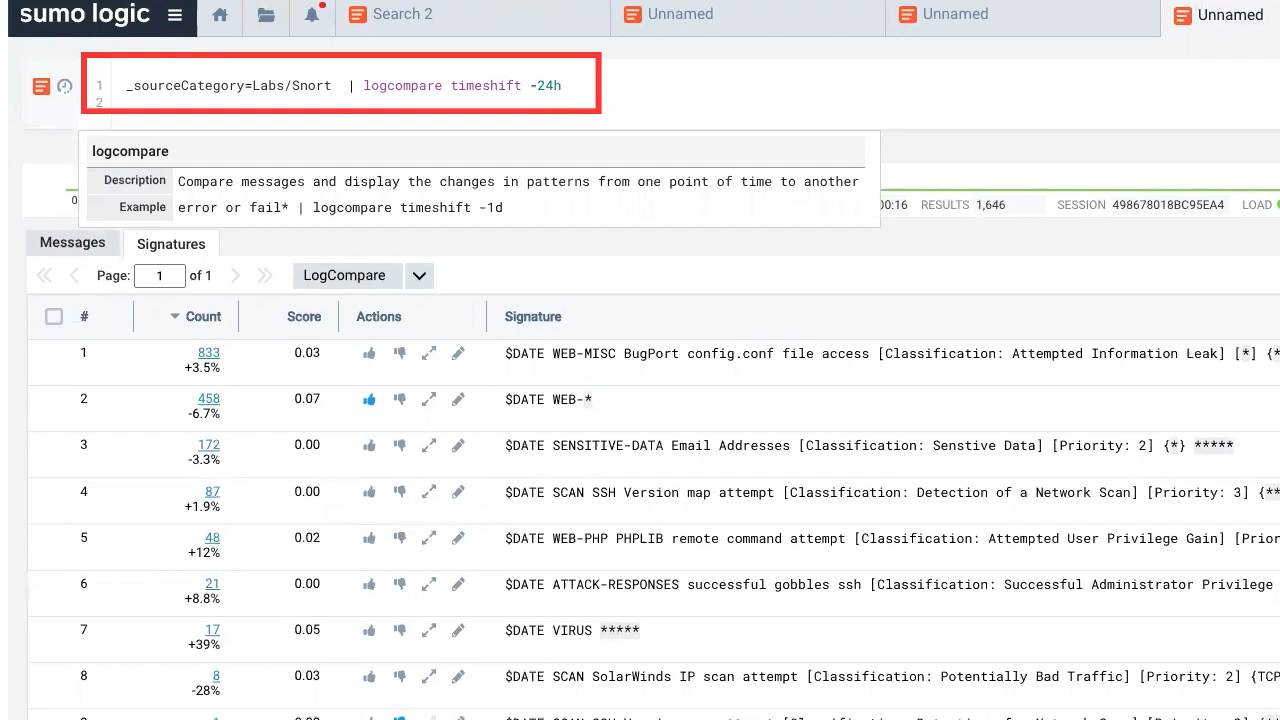 sumo logic
Search 2
Unnamed
Unnamed
Unnamed
1 _sourceCategory=Labs/Snort | logcompare timeshift -24h
2
logcompare
Description Compare messages and display the changes in patterns from one point of time to another
Example error or fail* | logcompare timeshift -1d
0
00:16 RESULTS 1,646 SESSION 498678018BC95EA4 LOAD
Messages Signatures
Page: 1 of 1 LogCompare
# Count Score Actions Signature
1 833 0.03 $DATE WEB-MISC BugPort config.conf file access [Classification: Attempted Information Leak] [*] {*
+3.5%
2 458 0.07 $DATE WEB-*
-6.7%
3 172 0.00 $DATE SENSITIVE-DATA Email Addresses [Classification: Senstive Data] [Priority: 2] {*} *****
-3.3%
4 87 0.00 $DATE SCAN SSH Version map attempt [Classification: Detection of a Network Scan] [Priority: 3] {**
+1.9%
5 48 0.02 $DATE WEB-PHP PHPLIB remote command attempt [Classification: Attempted User Privilege Gain] [Prior
+12%
6 21 0.00 $DATE ATTACK-RESPONSES successful gobbles ssh [Classification: Successful Administrator Privilege
+8.8%
7 17 0.05 $DATE VIRUS *****
+39%
8 8 0.03 $DATE SCAN SolarWinds IP scan attempt [Classification: Potentially Bad Traffic] [Priority: 2] {TCP
-28%